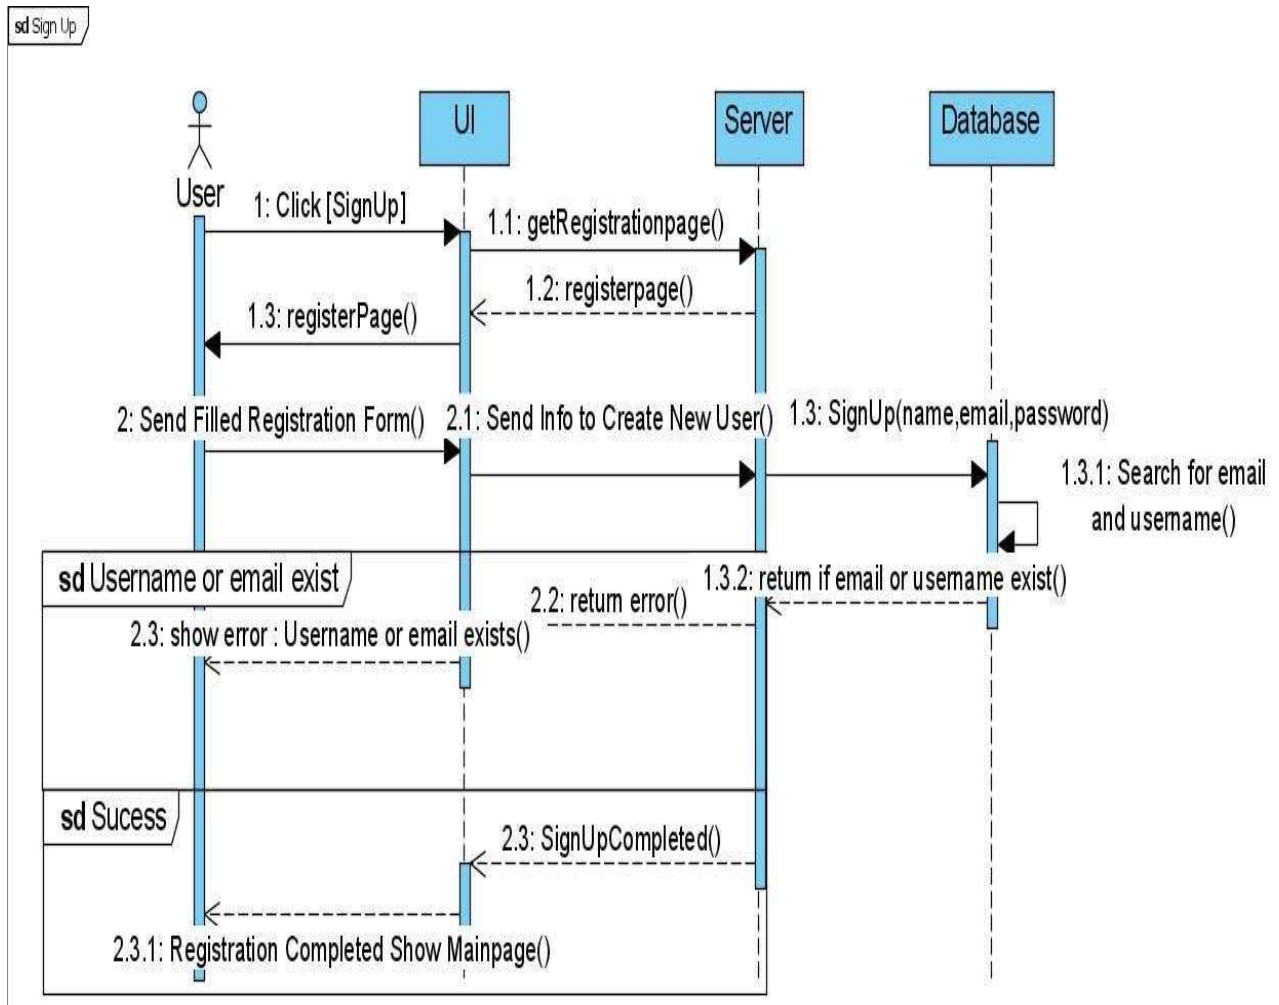 sd Sign Up
UI
Server
Database
User
1: Click [SignUp]
1.1: getRegistrationpage()
1.2: registerpage()
1.3: registerPage()
2: Send Filled Registration Form()
2.1: Send Info to Create New User()
1.3: SignUp(name,email,password)
1.3.1: Search for email
and username()
sd Username or email exist
1.3.2: return if email or username exist()
2.2: return error()
2.3: show error : Username or email exists()
sd Sucess
2.3: SignUpCompleted()
2.3.1: Registration Completed Show Mainpage()